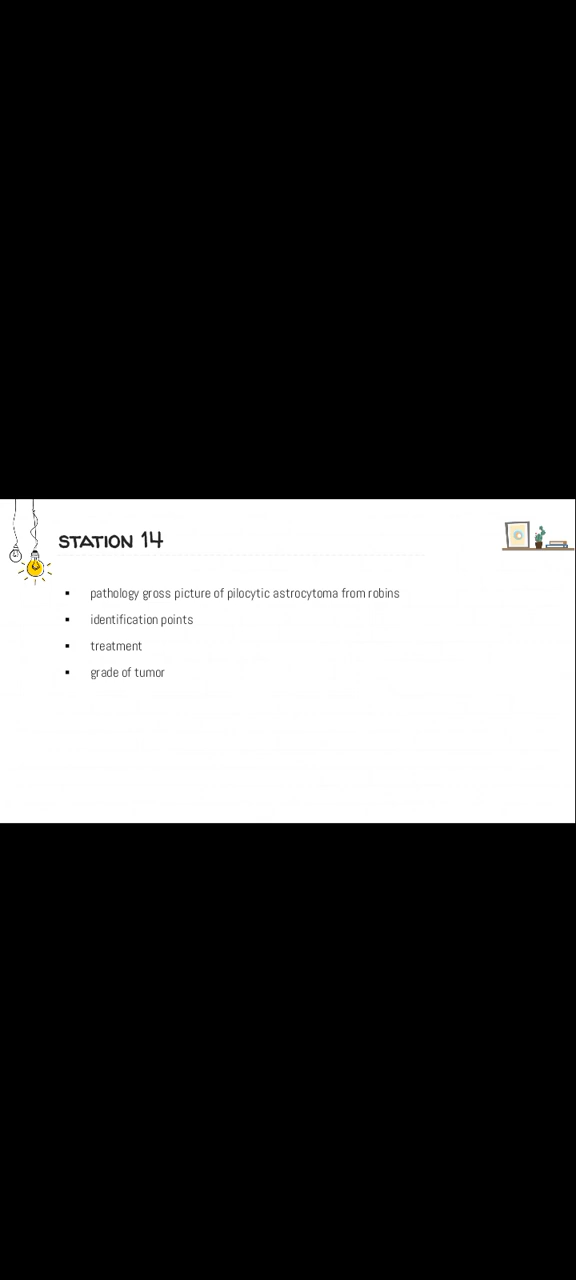 STATION 14
▪ pathology gross picture of pilocytic astrocytoma from robins
▪ identification points
▪ treatment
▪ grade of tumor